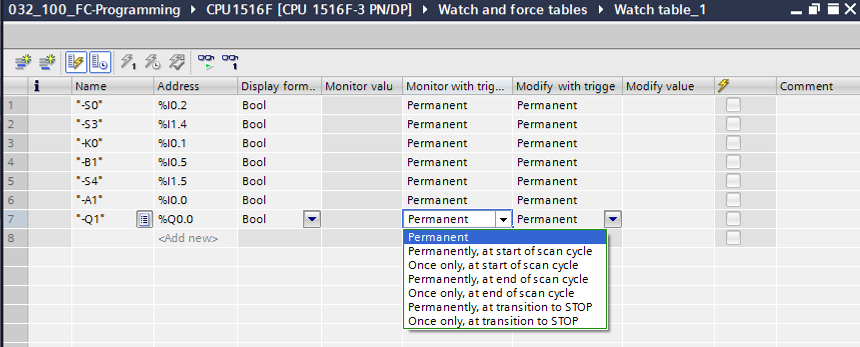 032_100_FC-Programming ▸ CPU1516F [CPU 1516F-3 PN/DP] ▸ Watch and force tables ▸ Watch table_1
i Name Address Display form.. Monitor valu Monitor with trig... Modify with trigge Modify value Comment
1 "-S0" %I0.2 Bool Permanent Permanent
2 "-S3" %I1.4 Bool Permanent Permanent
3 "-K0" %I0.1 Bool Permanent Permanent
4 "-B1" %I0.5 Bool Permanent Permanent
5 "-S4" %I1.5 Bool Permanent Permanent
6 "-A1" %I0.0 Bool Permanent Permanent
7 "-Q1" %Q0.0 Bool Permanent Permanent
8 <Add new>
Permanent
Permanently, at start of scan cycle
Once only, at start of scan cycle
Permanently, at end of scan cycle
Once only, at end of scan cycle
Permanently, at transition to STOP
Once only, at transition to STOP